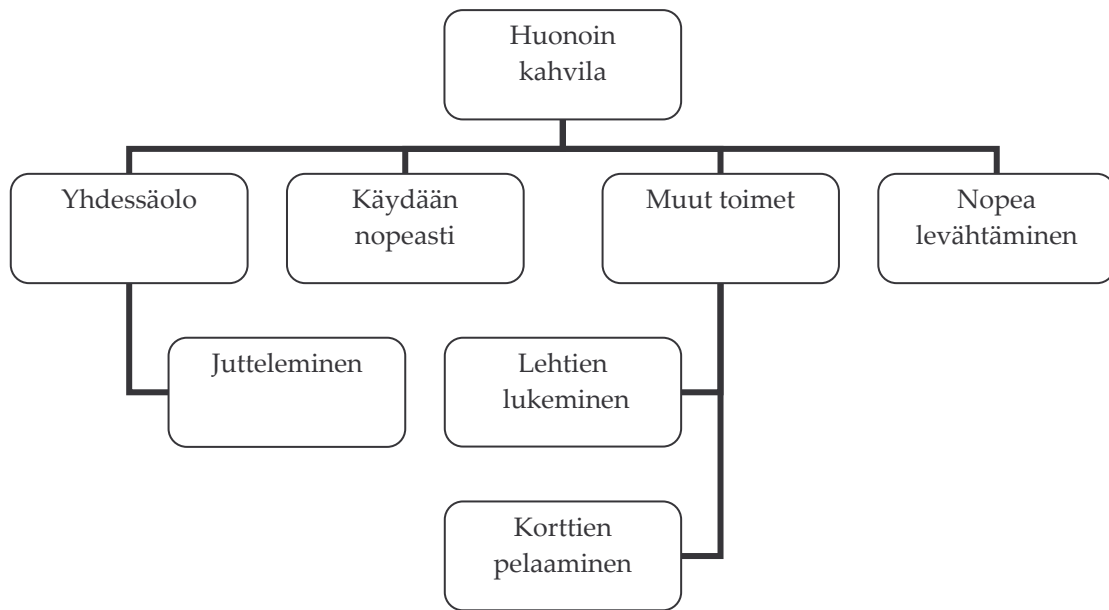 Huonoin
kahvila
Yhdessäolo
Käydään
nopeasti
Muut toimet
Nopea
levähtäminen
Jutteleminen
Lehtien
lukeminen
Korttien
pelaaminen